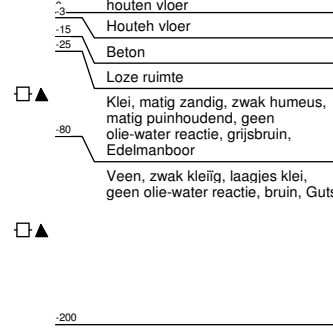 houten vloer
-3
Houteh vloer
-15
Beton
-25
Loze ruimte
Klei, matig zandig, zwak humeus,
matig puinhoudend, geen
olie-water reactie, grijsbruin,
Edelmanboor
-80
Veen, zwak kleiïg, laagjes klei,
geen olie-water reactie, bruin, Guts
-200